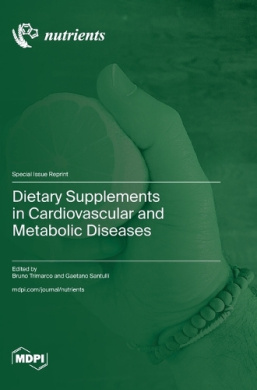 nutrients
Special Issue Reprint
Dietary Supplements
in Cardiovascular and
Metabolic Diseases
Edited by
Bruno Trimarco and Gaetano Santulli
mdpi.com/journal/nutrients
MDPI